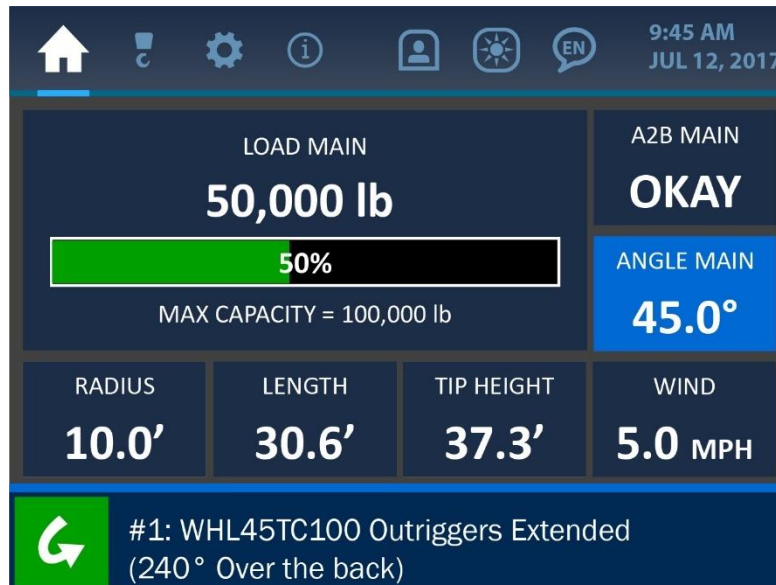 EN
9:45 AM
JUL 12, 2017
LOAD MAIN
50,000 lb
50%
MAX CAPACITY = 100,000 lb
A2B MAIN
OKAY
ANGLE MAIN
45.0°
RADIUS
10.0’
LENGTH
30.6’
TIP HEIGHT
37.3’
WIND
5.0 MPH
#1: WHL45TC100 Outriggers Extended
(240° Over the back)